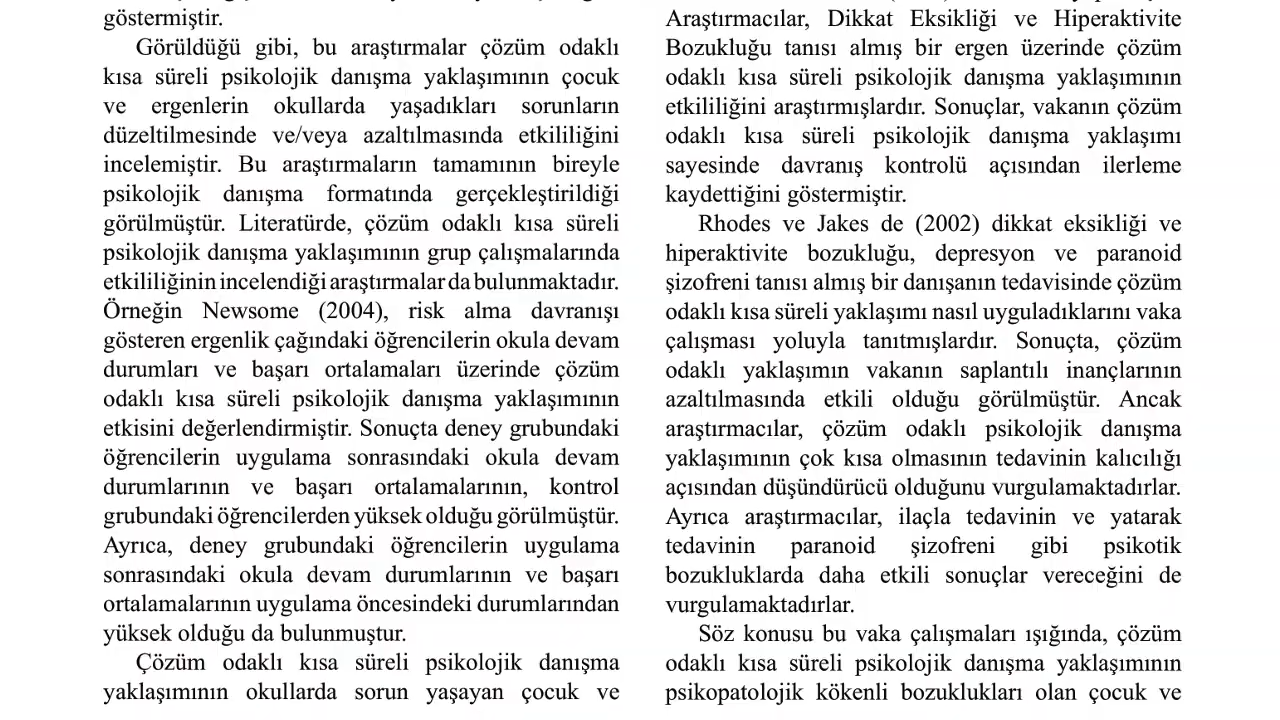 göstermiştir.
Görüldüğü gibi, bu araştırmalar çözüm odaklı
kısa süreli psikolojik danışma yaklaşımının çocuk
ve ergenlerin okullarda yaşadıkları sorunların
düzeltilmesinde ve/veya azaltılmasında etkililiğini
incelemiştir. Bu araştırmaların tamamının bireyle
psikolojik danışma formatında gerçekleştirildiği
görülmüştür. Literatürde, çözüm odaklı kısa süreli
psikolojik danışma yaklaşımının grup çalışmalarında
etkililiğinin incelendiği araştırmalar da bulunmaktadır.
Örneğin Newsome (2004), risk alma davranışı
gösteren ergenlik çağındaki öğrencilerin okula devam
durumları ve başarı ortalamaları üzerinde çözüm
odaklı kısa süreli psikolojik danışma yaklaşımının
etkisini değerlendirmiştir. Sonuçta deney grubundaki
öğrencilerin uygulama sonrasındaki okula devam
durumlarının ve başarı ortalamalarının, kontrol
grubundaki öğrencilerden yüksek olduğu görülmüştür.
Ayrıca, deney grubundaki öğrencilerin uygulama
sonrasındaki okula devam durumlarının ve başarı
ortalamalarının uygulama öncesindeki durumlarından
yüksek olduğu da bulunmuştur.
Çözüm odaklı kısa süreli psikolojik danışma
yaklaşımının okullarda sorun yaşayan çocuk ve
Araştırmacılar, Dikkat Eksikliği ve Hiperaktivite
Bozukluğu tanısı almış bir ergen üzerinde çözüm
odaklı kısa süreli psikolojik danışma yaklaşımının
etkililiğini araştırmışlardır. Sonuçlar, vakanın çözüm
odaklı kısa süreli psikolojik danışma yaklaşımı
sayesinde davranış kontrolü açısından ilerleme
kaydettiğini göstermiştir.
Rhodes ve Jakes de (2002) dikkat eksikliği ve
hiperaktivite bozukluğu, depresyon ve paranoid
şizofreni tanısı almış bir danışanın tedavisinde çözüm
odaklı kısa süreli yaklaşımı nasıl uyguladıklarını vaka
çalışması yoluyla tanıtmışlardır. Sonuçta, çözüm
odaklı yaklaşımın vakanın saplantılı inançlarının
azaltılmasında etkili olduğu görülmüştür. Ancak
araştırmacılar, çözüm odaklı psikolojik danışma
yaklaşımının çok kısa olmasının tedavinin kalıcılığı
açısından düşündürücü olduğunu vurgulamaktadırlar.
Ayrıca araştırmacılar, ilaçla tedavinin ve yatarak
tedavinin paranoid şizofreni gibi psikotik
bozukluklarda daha etkili sonuçlar vereceğini de
vurgulamaktadırlar.
Söz konusu bu vaka çalışmaları ışığında, çözüm
odaklı kısa süreli psikolojik danışma yaklaşımının
psikopatolojik kökenli bozuklukları olan çocuk ve